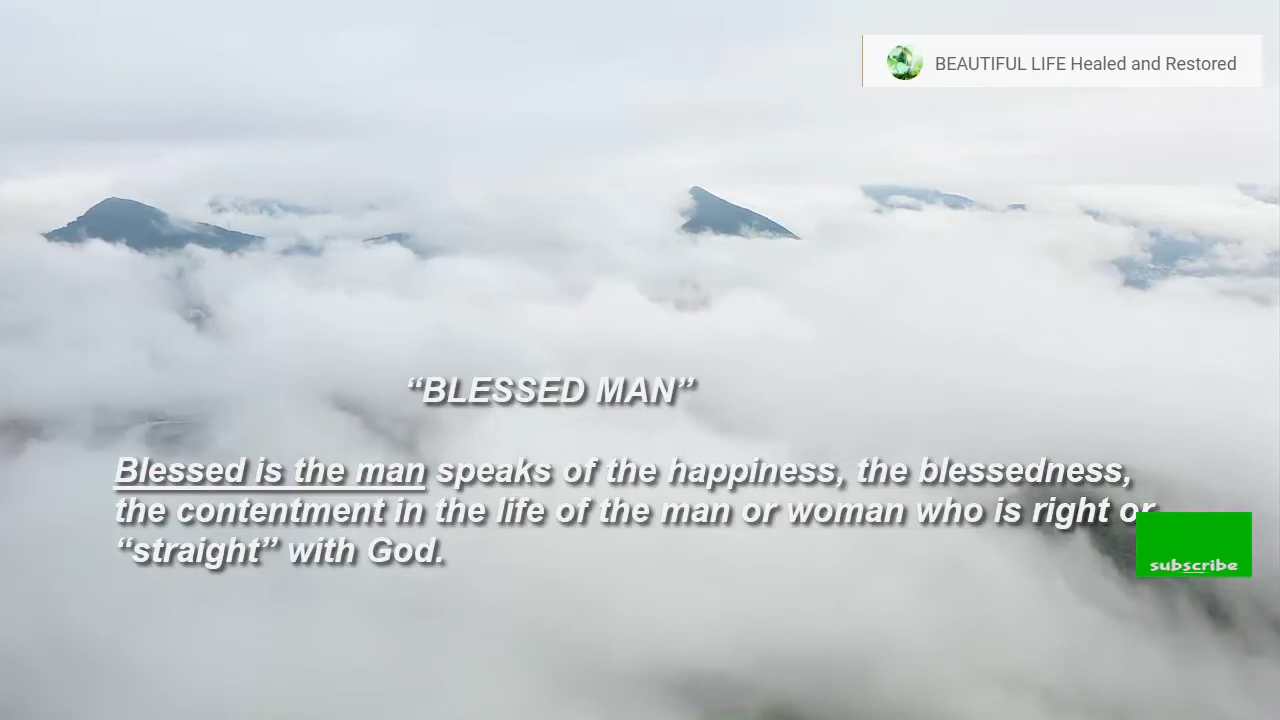 BEAUTIFUL LIFE Healed and Restored
“BLESSED MAN”
Blessed is the man speaks of the happiness, the blessedness,
the contentment in the life of the man or woman who is right or
“straight” with God.
subscribe